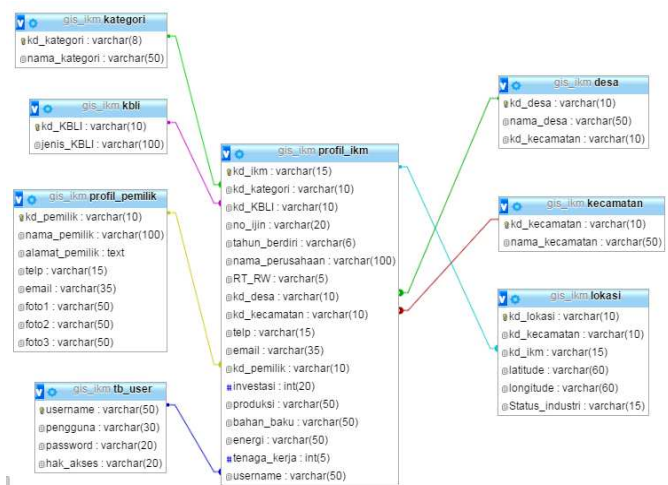 gis_ikm kategori
kd_kategori : varchar(8)
nama_kategori : varchar(50)
gis_ikm kbli
kd_KBLI : varchar(10)
jenis_KBLI : varchar(100)
gis_ikm profil_pemilik
kd_pemilik : varchar(10)
nama_pemilik : varchar(100)
alamat_pemilik : text
telp : varchar(15)
email : varchar(35)
foto1 : varchar(50)
foto2 : varchar(50)
foto3 : varchar(50)
gis_ikm tb_user
username : varchar(50)
pengguna : varchar(30)
password : varchar(20)
hak_akses : varchar(20)
gis_ikm profil_ikm
kd_ikm : varchar(15)
kd_kategori : varchar(10)
kd_KBLI : varchar(10)
no_ijin : varchar(20)
tahun_berdiri : varchar(6)
nama_perusahaan : varchar(100)
RT_RW : varchar(5)
kd_desa : varchar(10)
kd_kecamatan : varchar(10)
telp : varchar(15)
email : varchar(35)
kd_pemilik : varchar(10)
# investasi : int(20)
produksi : varchar(50)
bahan_baku : varchar(50)
energi : varchar(50)
# tenaga_kerja : int(5)
username : varchar(50)
gis_ikm desa
kd_desa : varchar(10)
nama_desa : varchar(50)
kd_kecamatan : varchar(10)
gis_ikm kecamatan
kd_kecamatan : varchar(10)
nama_kecamatan : varchar(50)
gis_ikm lokasi
kd_lokasi : varchar(10)
kd_kecamatan : varchar(10)
kd_ikm : varchar(15)
latitude : varchar(60)
longitude : varchar(60)
Status_industri : varchar(15)